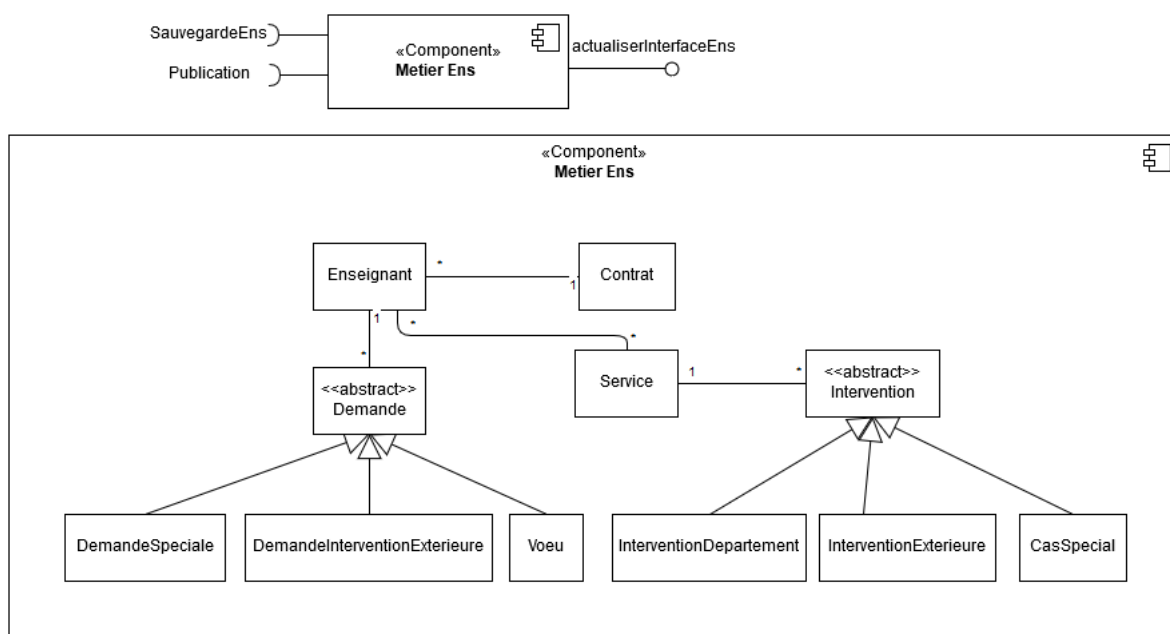 SauvegardeEns
Publication
«Component»
Metier Ens
actualiserInterfaceEns
«Component»
Metier Ens
Enseignant
*
1
Contrat
1
*
*
*
<<abstract>>
Demande
Service
1
*
<<abstract>>
Intervention
DemandeSpeciale
DemandeInterventionExterieure
Voeu
InterventionDepartement
InterventionExterieure
CasSpecial